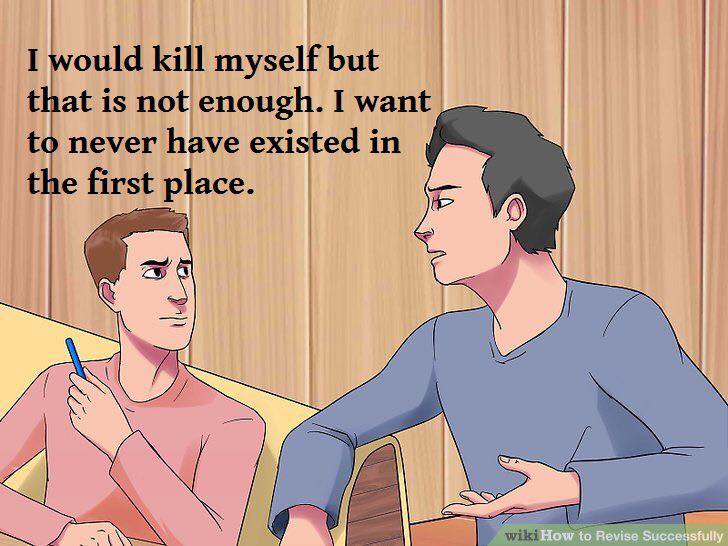 I would kill myself but
that is not enough. I want
to never have existed in
the first place.
wikiHow to Revise Successfully